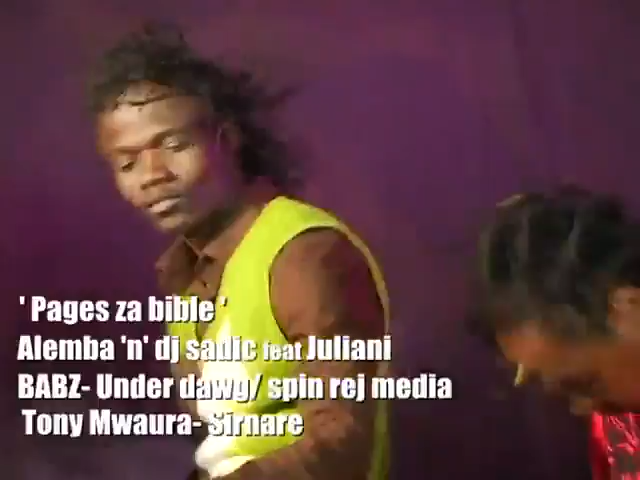 ' Pages za bible '
Alemba 'n' dj sadic feat Juliani
BABZ- Under dawg/ spin rej media
Tony Mwaura- Sirnare